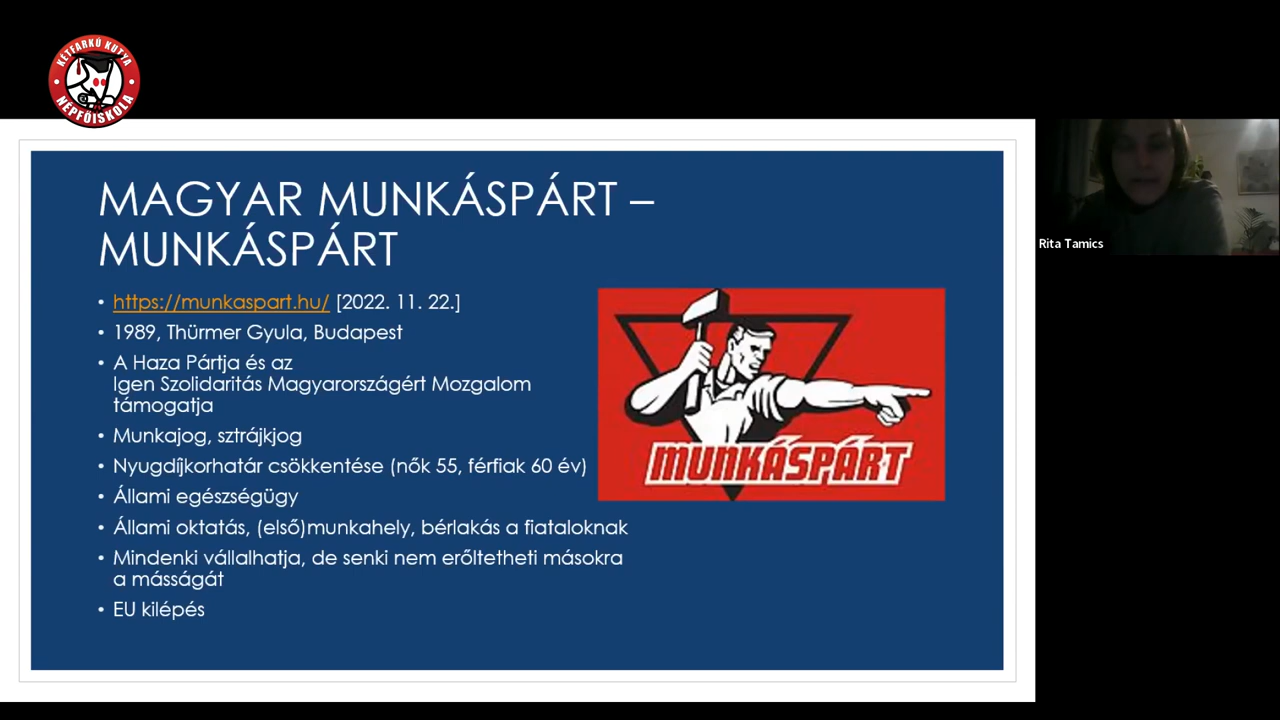 KÉTFARKÚ KUTYA
NÉPFŐISKOLA
MAGYAR MUNKÁSPÁRT –
MUNKÁSPÁRT
• https://munkaspart.hu/ [2022. 11. 22.]
• 1989, Thürmer Gyula, Budapest
• A Haza Pártja és az
Igen Szolidaritás Magyarországért Mozgalom
támogatja
• Munkajog, sztrájkjog
• Nyugdíjkorhatár csökkentése (nők 55, férfiak 60 év)
• Állami egészségügy
• Állami oktatás, (első)munkahely, bérlakás a fiataloknak
• Mindenki vállalhatja, de senki nem erőltetheti másokra
a másságát
• EU kilépés
MUNKÁSPÁRT
Rita Tamics